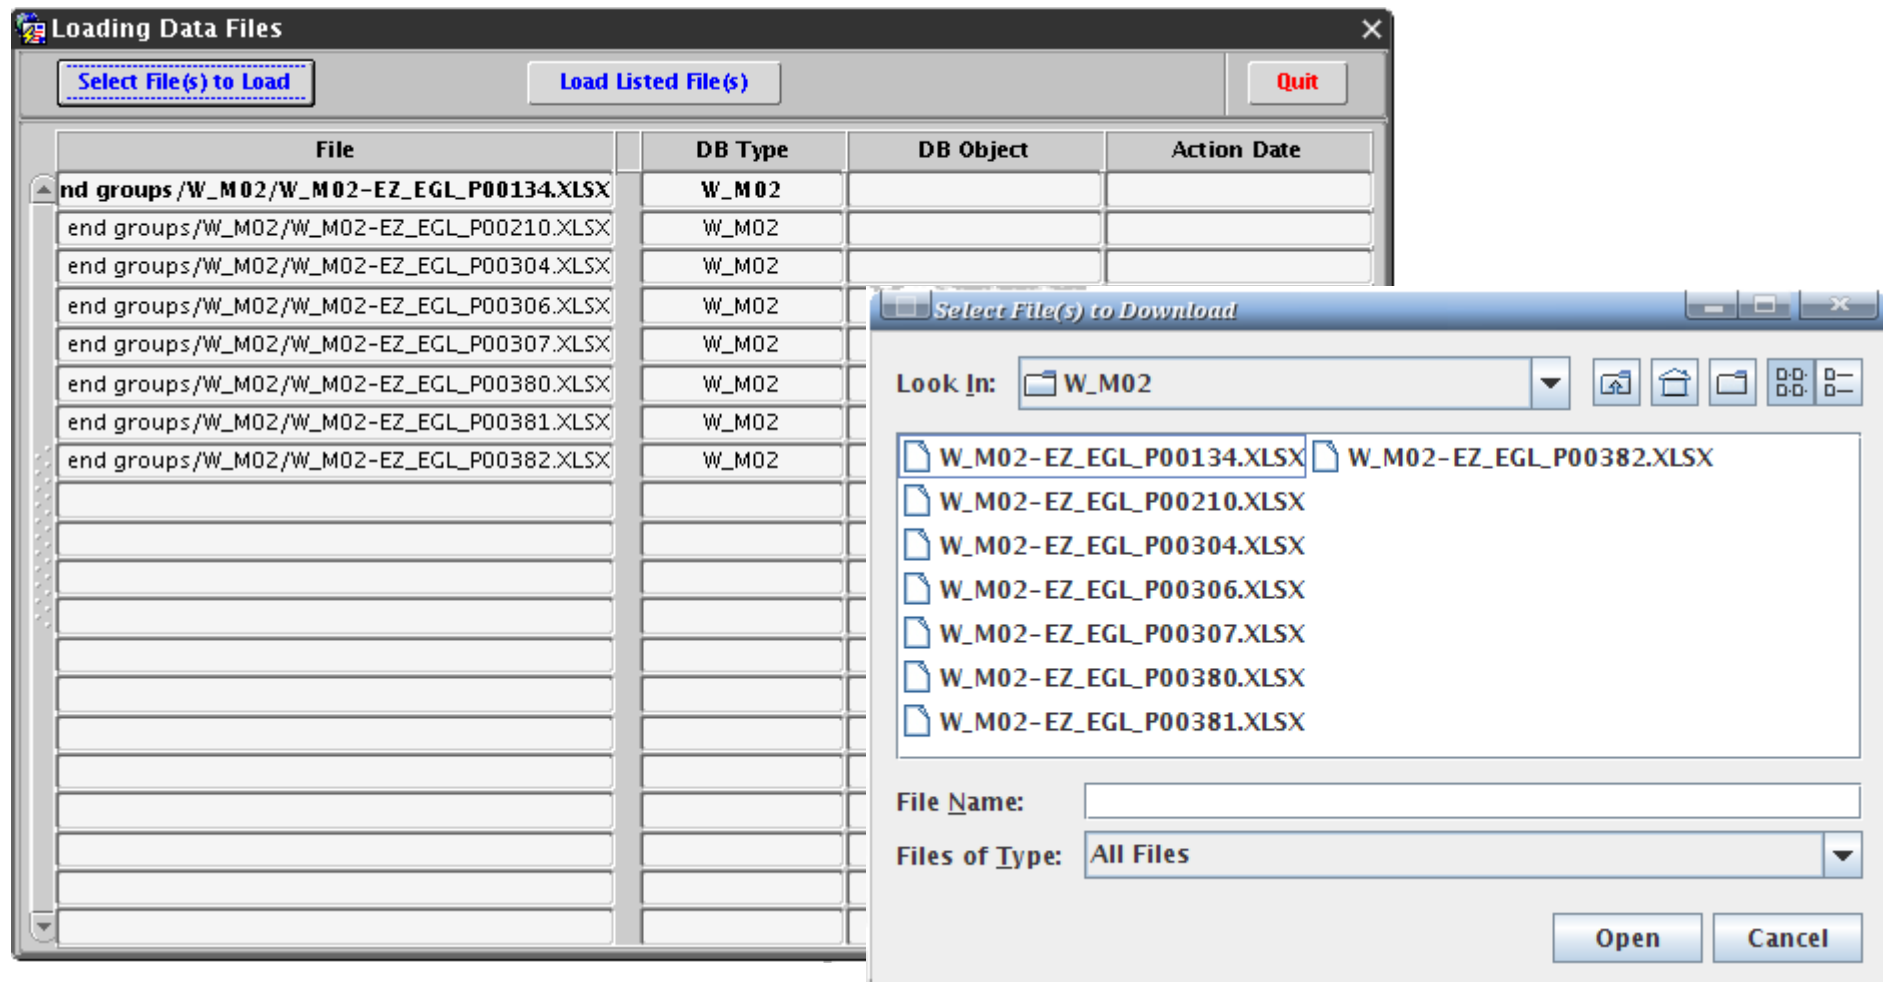 Loading Data Files
Select File(s) to Load Load Listed File(s) Quit
File DB Type DB Object Action Date
nd groups/W_M02/W_M02-EZ_EGL_P00134.XLSX W_M02
end groups/W_M02/W_M02-EZ_EGL_P00210.XLSX W_M02
end groups/W_M02/W_M02-EZ_EGL_P00304.XLSX W_M02
end groups/W_M02/W_M02-EZ_EGL_P00306.XLSX W_M02
end groups/W_M02/W_M02-EZ_EGL_P00307.XLSX W_M02
end groups/W_M02/W_M02-EZ_EGL_P00380.XLSX W_M02
end groups/W_M02/W_M02-EZ_EGL_P00381.XLSX W_M02
end groups/W_M02/W_M02-EZ_EGL_P00382.XLSX W_M02
Select File(s) to Download
Look In: W_M02
W_M02-EZ_EGL_P00134.XLSX W_M02-EZ_EGL_P00382.XLSX
W_M02-EZ_EGL_P00210.XLSX
W_M02-EZ_EGL_P00304.XLSX
W_M02-EZ_EGL_P00306.XLSX
W_M02-EZ_EGL_P00307.XLSX
W_M02-EZ_EGL_P00380.XLSX
W_M02-EZ_EGL_P00381.XLSX
File Name:
Files of Type: All Files
Open Cancel